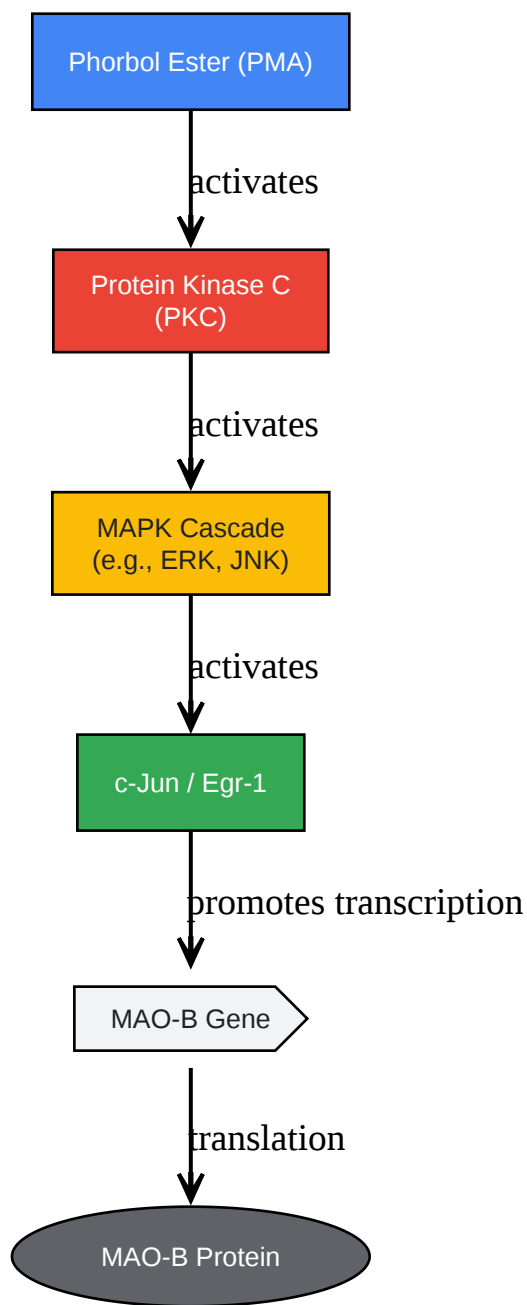 Phorbol Ester (PMA)
activates
Protein Kinase C
(PKC)
activates
MAPK Cascade
(e.g., ERK, JNK)
activates
c-Jun / Egr-1
promotes transcription
MAO-B Gene
translation
MAO-B Protein